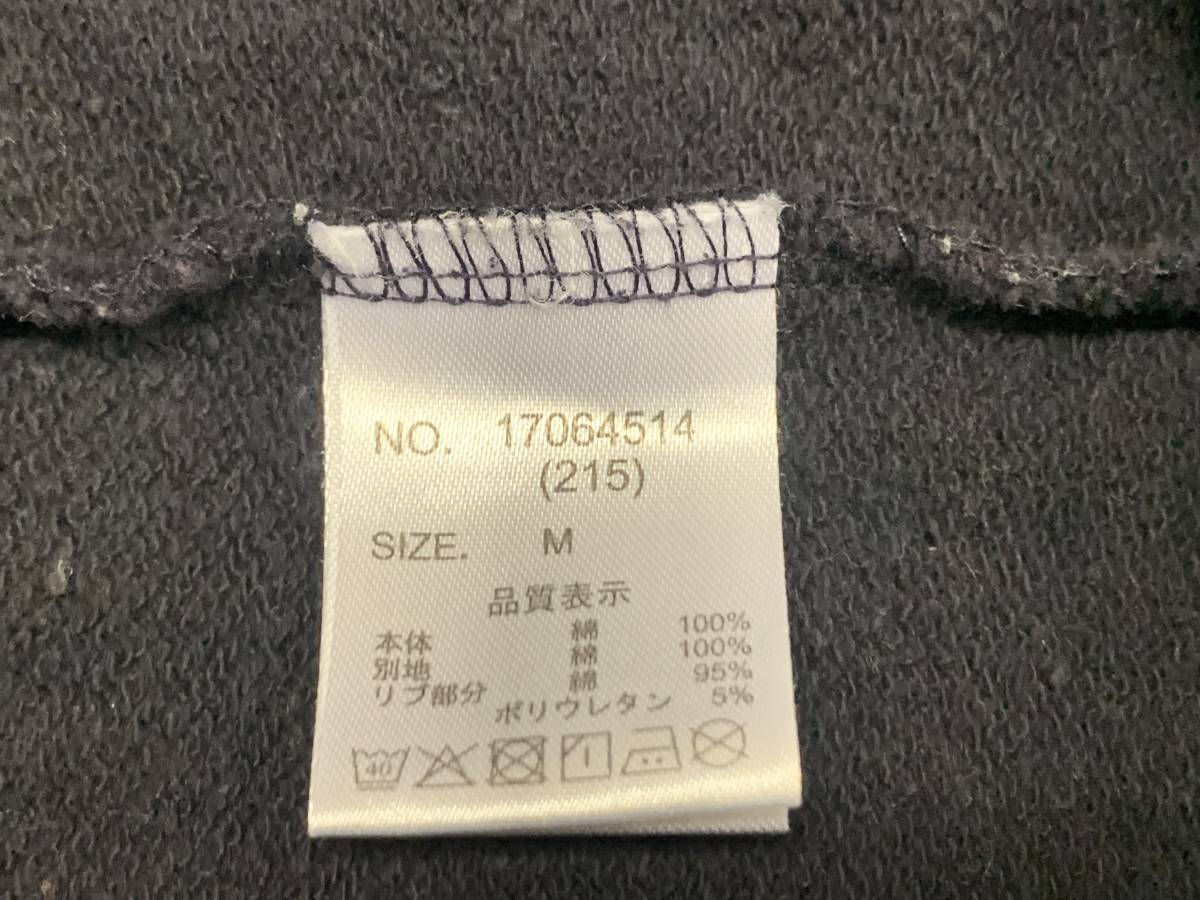 NO. 17064514
(215)
SIZE. M
品質表示
本体 綿 100%
別地 綿 100%
リブ部分 綿 95%
ポリウレタン 5%
40